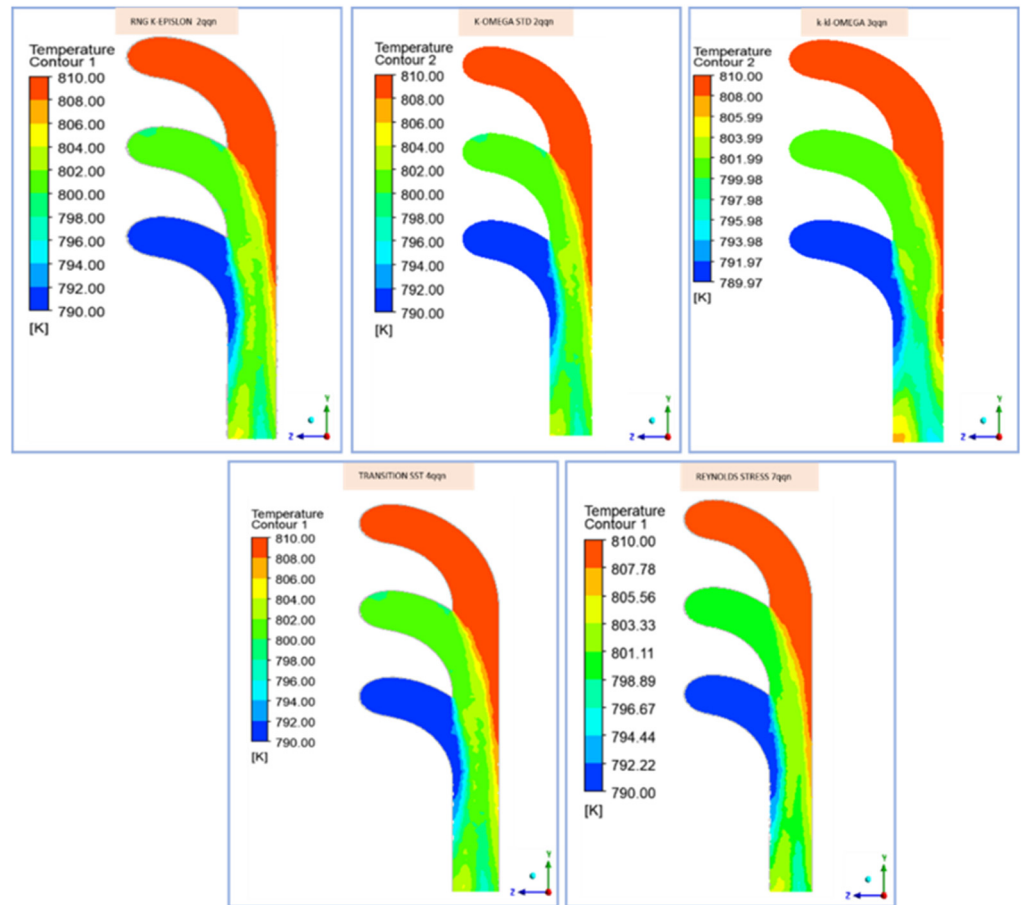 RNG K-EPISLON 2qqn
Temperature
Contour 1
810.00
808.00
806.00
804.00
802.00
800.00
798.00
796.00
794.00
792.00
790.00
[K]
Y
Z
K-OMEGA STD 2qqn
Temperature
Contour 2
810.00
808.00
806.00
804.00
802.00
800.00
798.00
796.00
794.00
792.00
790.00
[K]
Y
Z
k-kl-OMEGA 3qqn
Temperature
Contour 2
810.00
808.00
805.99
803.99
801.99
799.98
797.98
795.98
793.98
791.97
789.97
[K]
Y
Z
TRANSITION SST 4qqn
Temperature
Contour 1
810.00
808.00
806.00
804.00
802.00
800.00
798.00
796.00
794.00
792.00
790.00
[K]
Y
Z
REYNOLDS STRESS 7qqn
Temperature
Contour 1
810.00
807.78
805.56
803.33
801.11
798.89
796.67
794.44
792.22
790.00
[K]
Y
Z